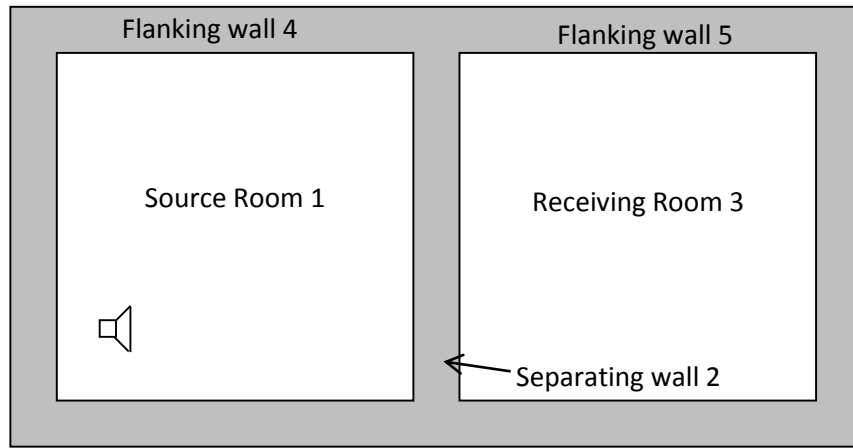 Flanking wall 4
Flanking wall 5
Source Room 1
Receiving Room 3
Separating wall 2